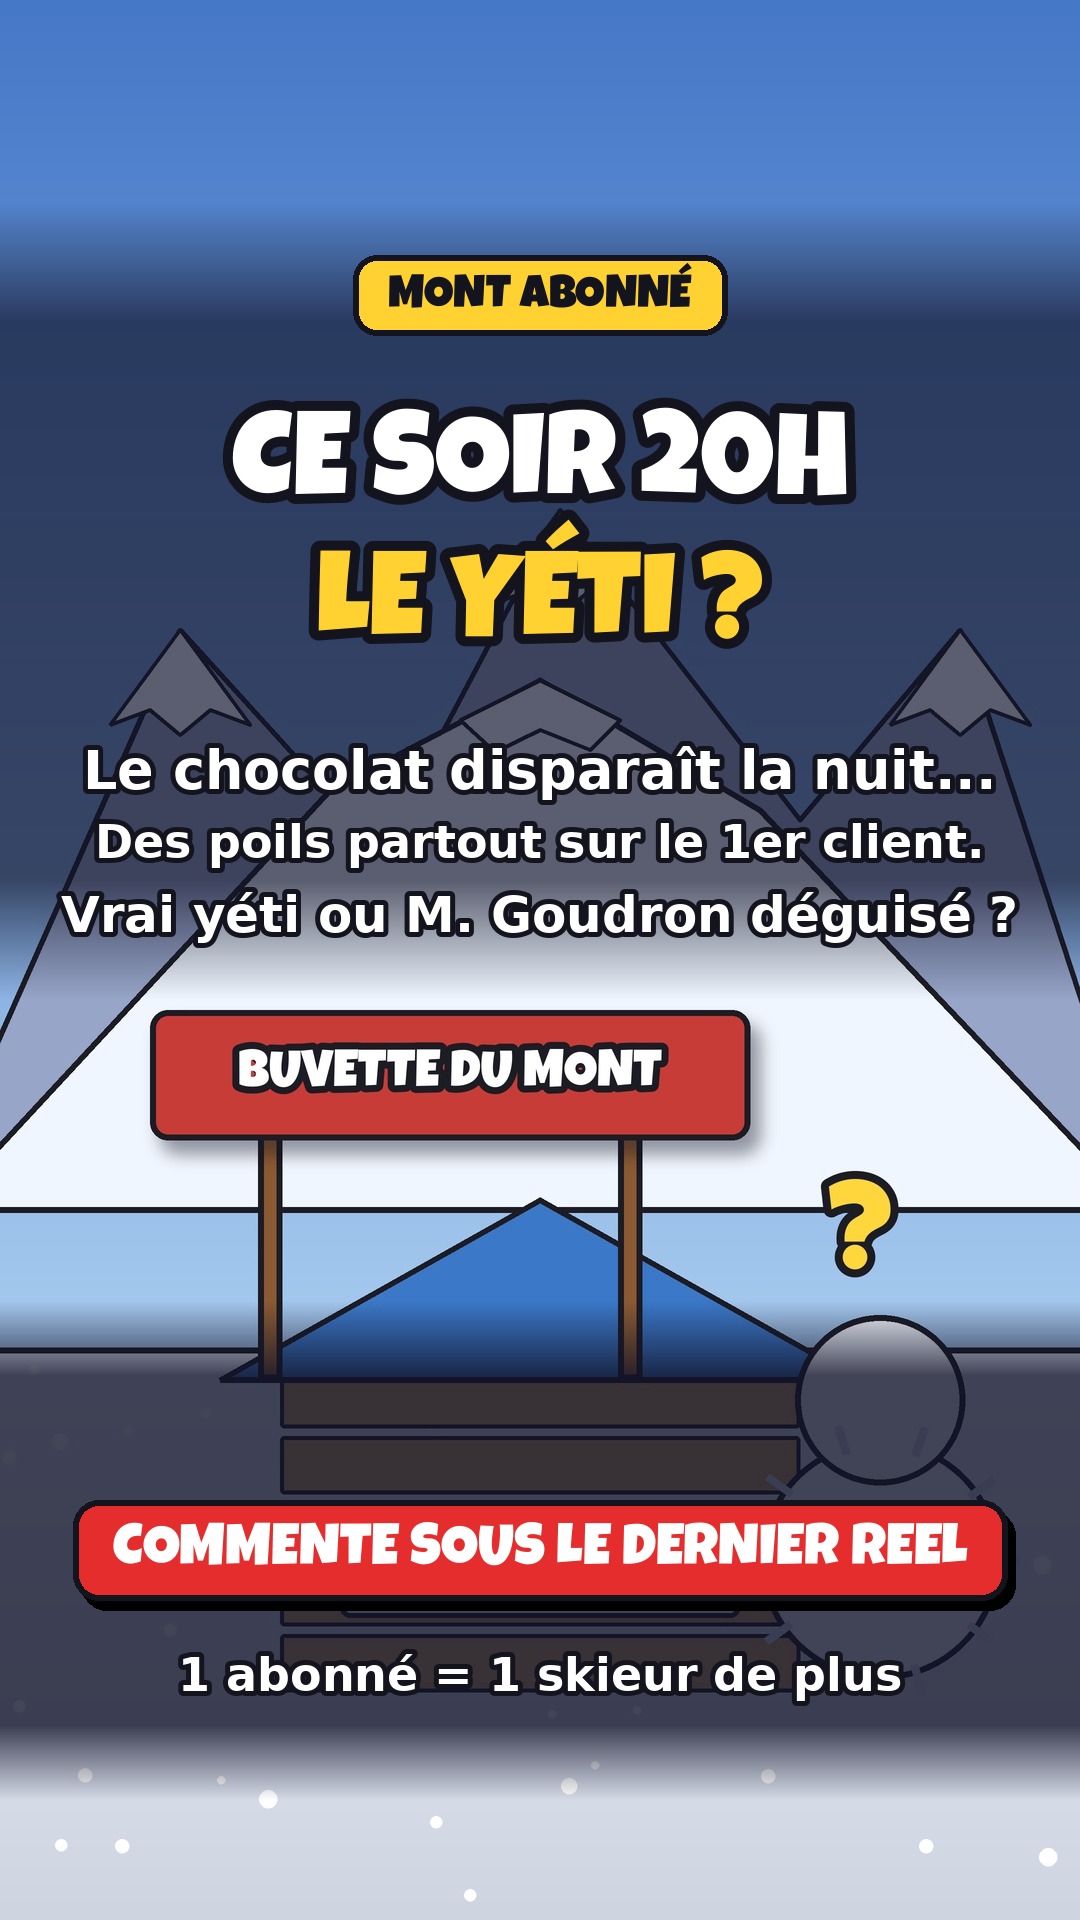 MONT ABONNÉ
CE SOIR 20H
LE YÉTI ?
Le chocolat disparaît la nuit...
Des poils partout sur le 1er client.
Vrai yéti ou M. Goudron déguisé ?
BUVETTE DU MONT
?
COMMENTE SOUS LE DERNIER REEL
1 abonné = 1 skieur de plus